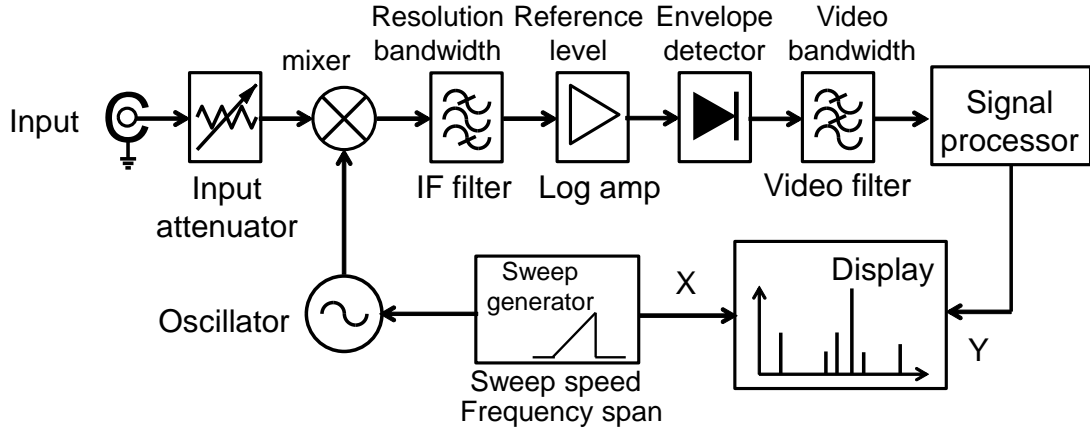 Resolution
bandwidth
Reference
level
Envelope
detector
Video
bandwidth
mixer
Input
Signal
processor
Input
attenuator
IF filter
Log amp
Video filter
Oscillator
Sweep
generator
X
Display
Y
Sweep speed
Frequency span